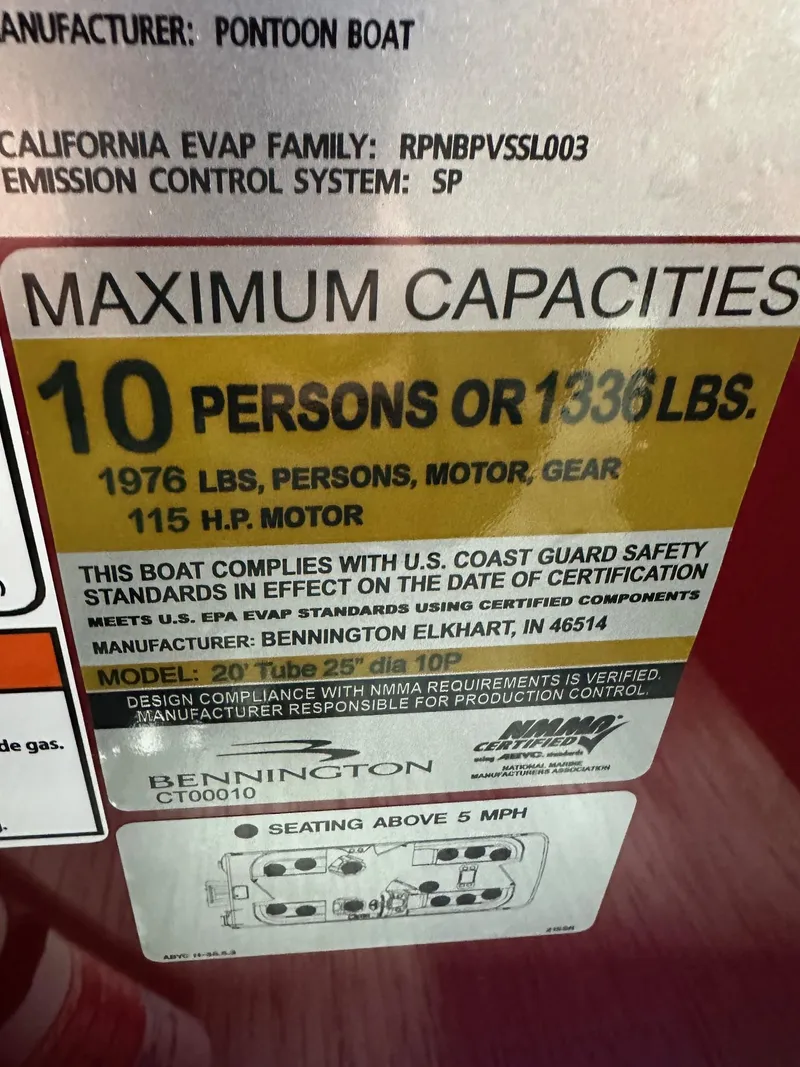 ANUFACTURER: PONTOON BOAT
CALIFORNIA EVAP FAMILY: RPNBPVSSL003
EMISSION CONTROL SYSTEM: SP
MAXIMUM CAPACITIES
10 PERSONS OR 1336 LBS.
1976 LBS, PERSONS, MOTOR, GEAR
115 H.P. MOTOR
THIS BOAT COMPLIES WITH U.S. COAST GUARD SAFETY
STANDARDS IN EFFECT ON THE DATE OF CERTIFICATION
MEETS U.S. EPA EVAP STANDARDS USING CERTIFIED COMPONENTS
MANUFACTURER: BENNINGTON ELKHART, IN 46514
MODEL: 20' Tube 25" dia 10P
DESIGN COMPLIANCE WITH NMMA REQUIREMENTS IS VERIFIED.
MANUFACTURER RESPONSIBLE FOR PRODUCTION CONTROL.
de gas.
NMMA
CERTIFIED
using ABYC standards
NATIONAL MARINE
MANUFACTURERS ASSOCIATION
BENNINGTON
CT00010
SEATING ABOVE 5 MPH